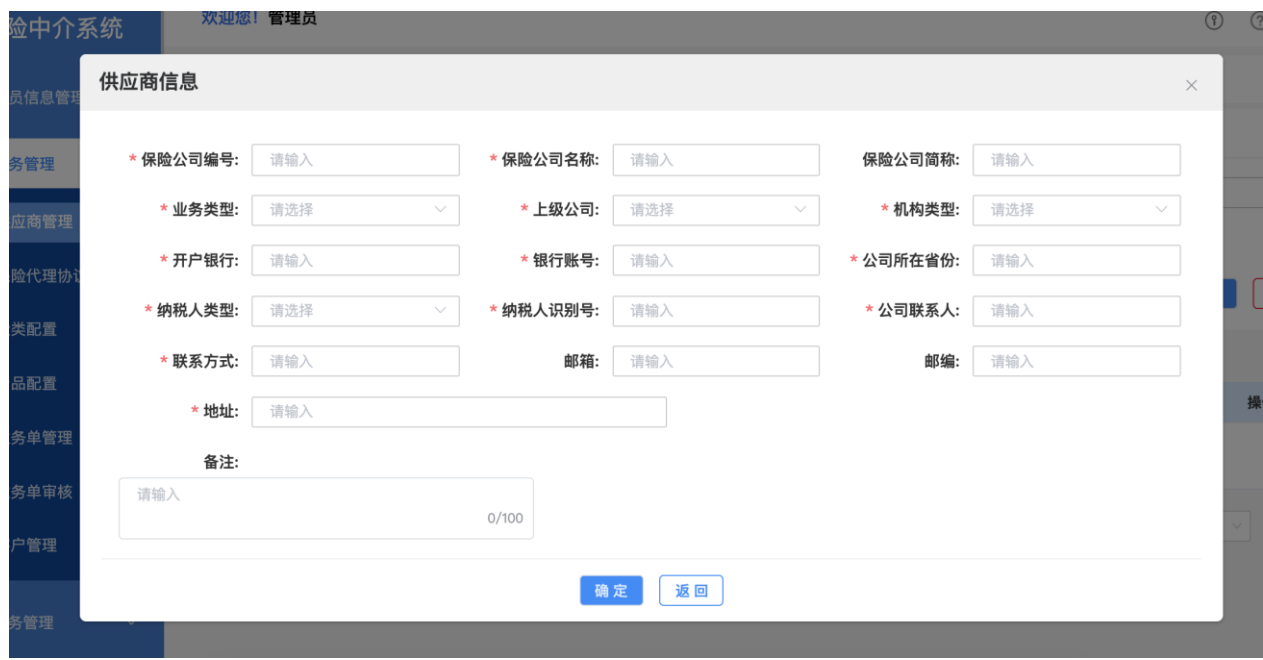 险中介系统
欢迎您！管理员
供应商信息
员信息管理
* 保险公司编号: 请输入 * 保险公司名称: 请输入 保险公司简称: 请输入
务管理
* 业务类型: 请选择 * 上级公司: 请选择 * 机构类型: 请选择
应商管理
* 开户银行: 请输入 * 银行账号: 请输入 * 公司所在省份: 请输入
险代理协议
* 纳税人类型: 请选择 * 纳税人识别号: 请输入 * 公司联系人: 请输入
类配置
* 联系方式: 请输入 邮箱: 请输入 邮编: 请输入
品配置
* 地址: 请输入
操
务单管理
备注:
务单审核
请输入
0/100
户管理
确 定 返 回
务管理